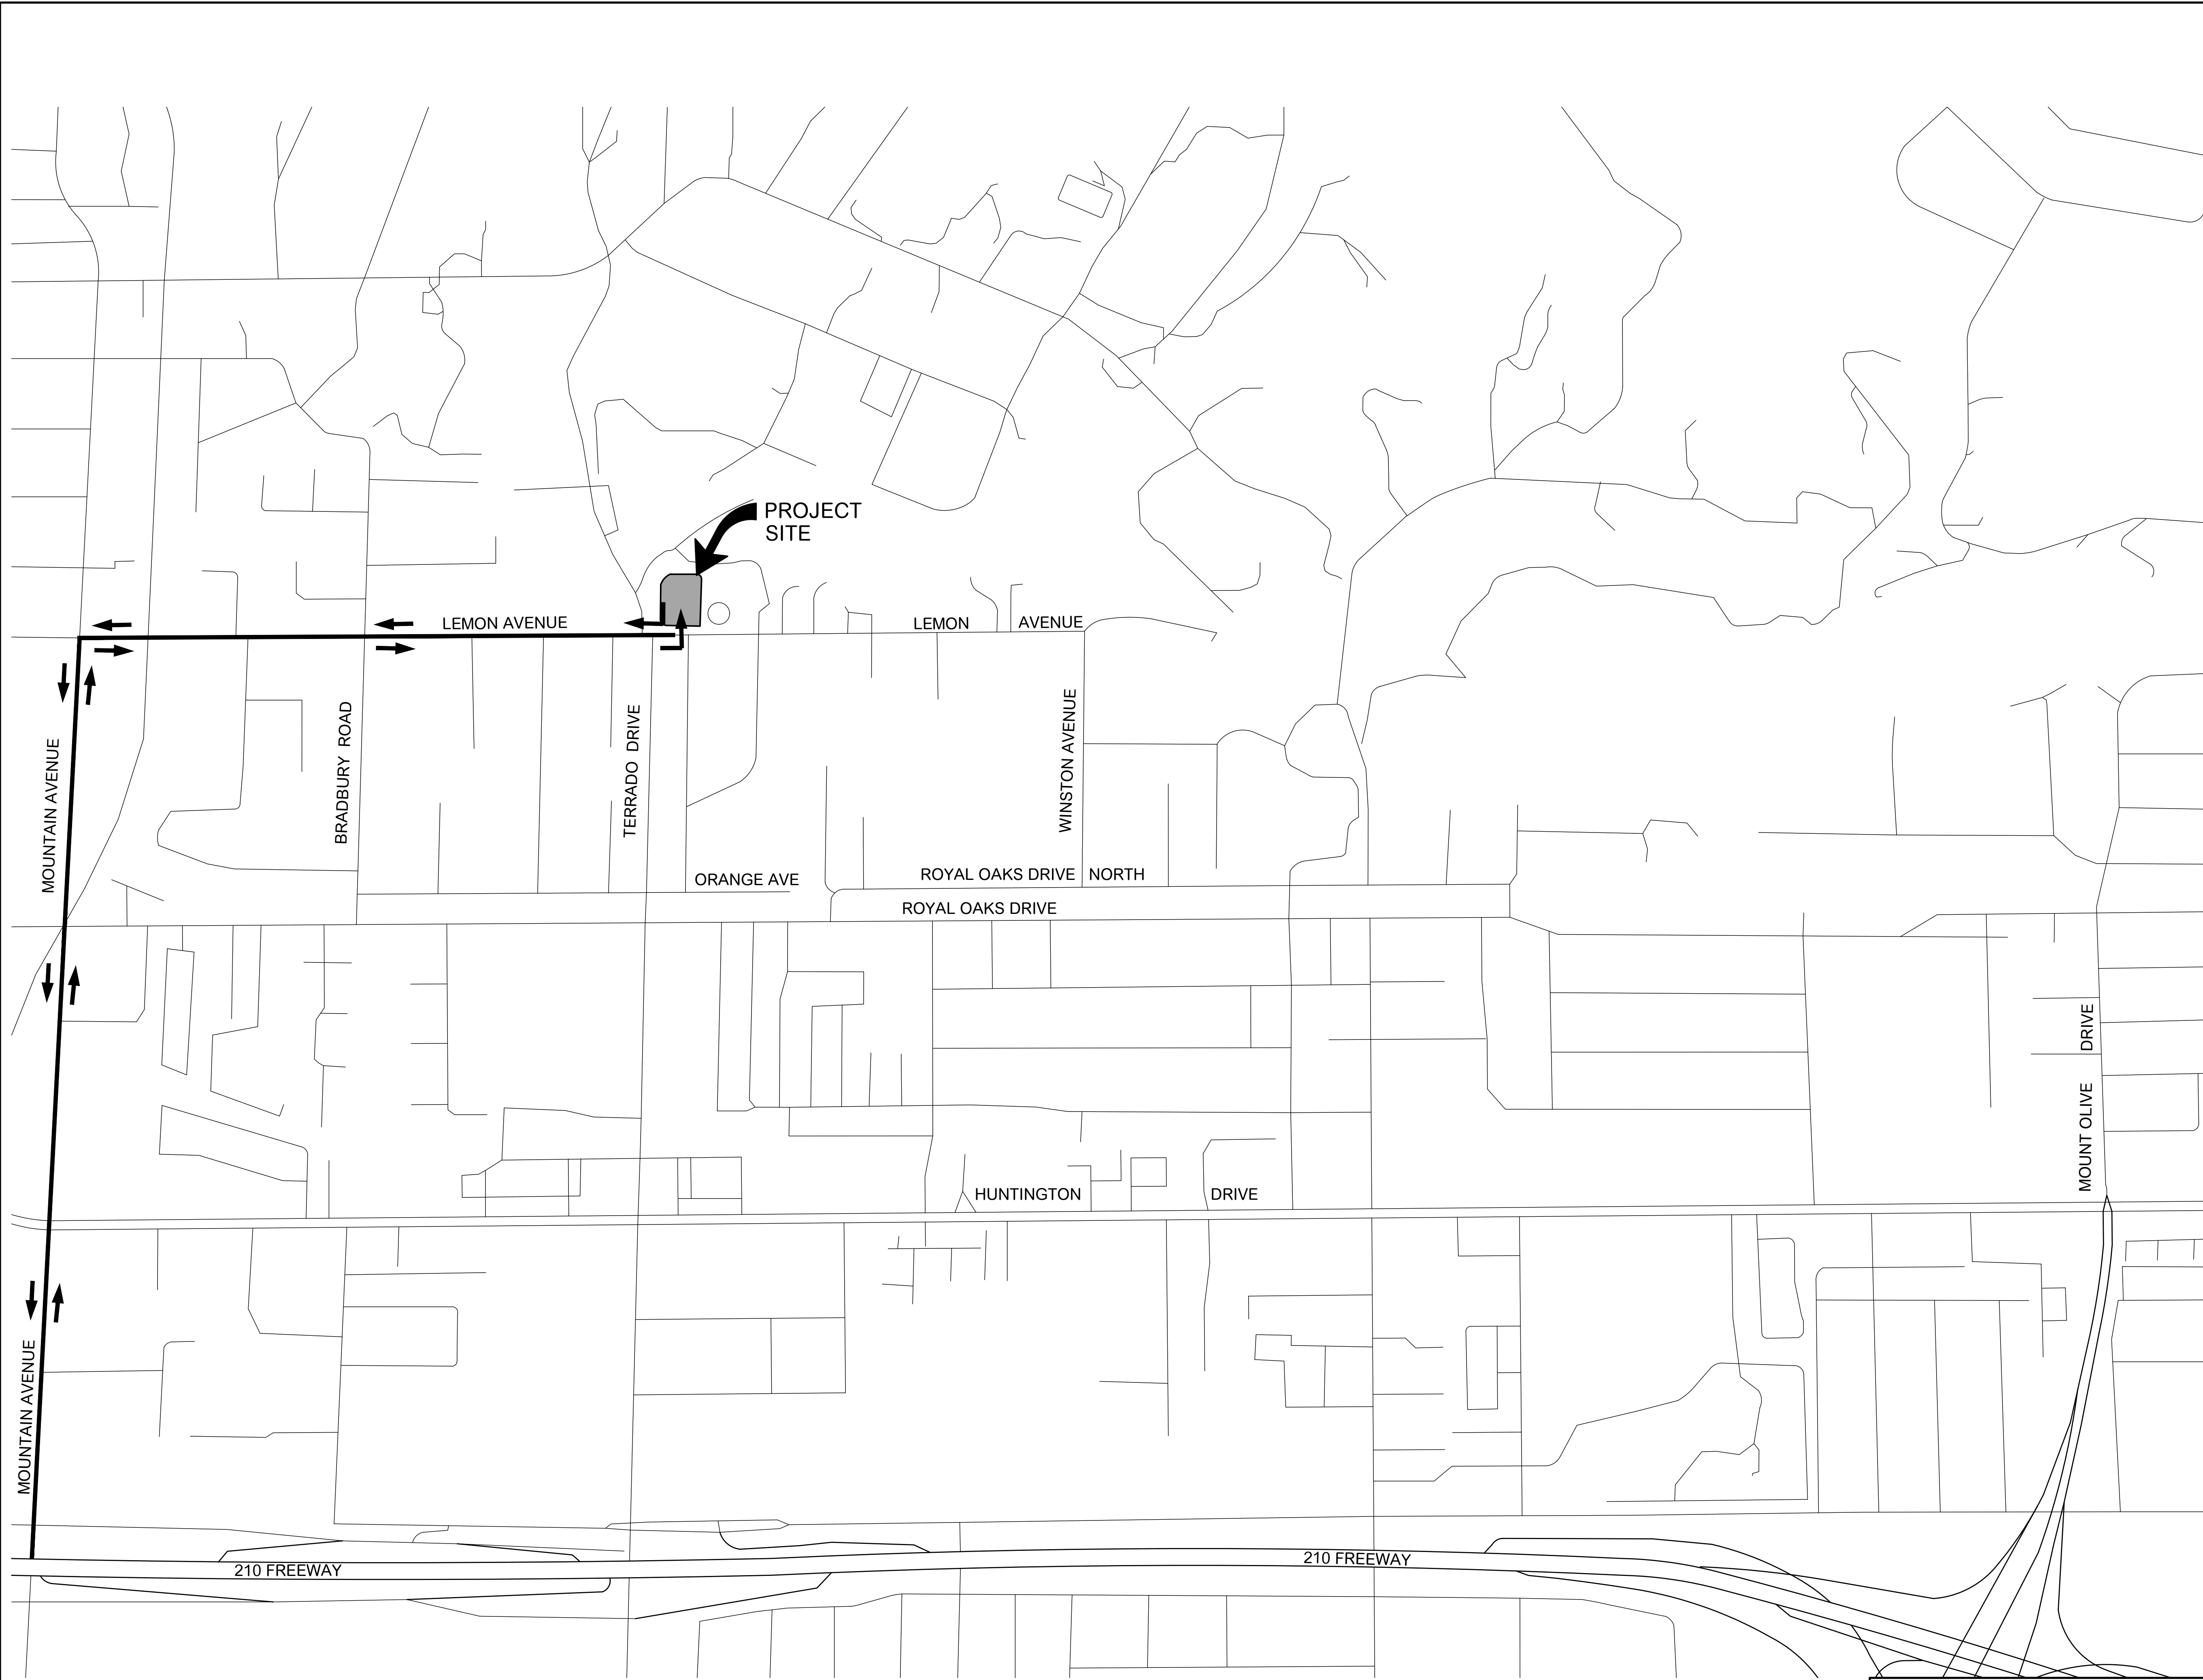 PROJECT
SITE
LEMON AVENUE
LEMON AVENUE
MOUNTAIN AVENUE
BRADBURY ROAD
TERRADO DRIVE
WINSTON AVENUE
ORANGE AVE
ROYAL OAKS DRIVE NORTH
ROYAL OAKS DRIVE
MOUNT OLIVE DRIVE
HUNTINGTON DRIVE
MOUNTAIN AVENUE
210 FREEWAY
210 FREEWAY